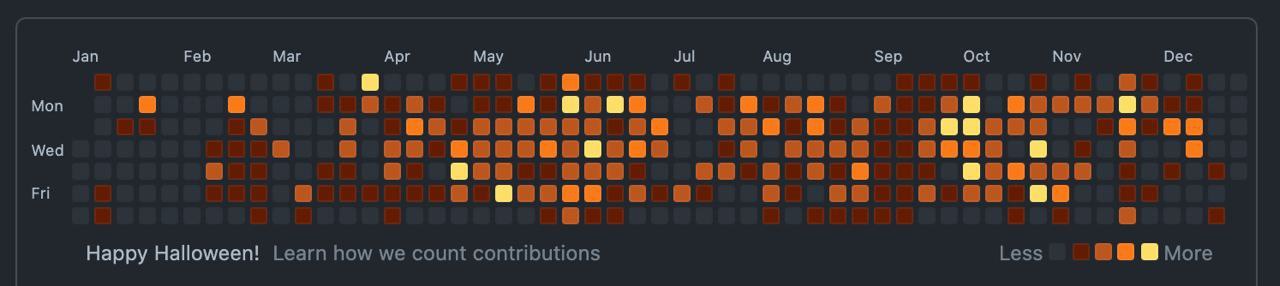 Jan Feb Mar Apr May Jun Jul Aug Sep Oct Nov Dec
Mon
Wed
Fri
Happy Halloween! Learn how we count contributions Less More